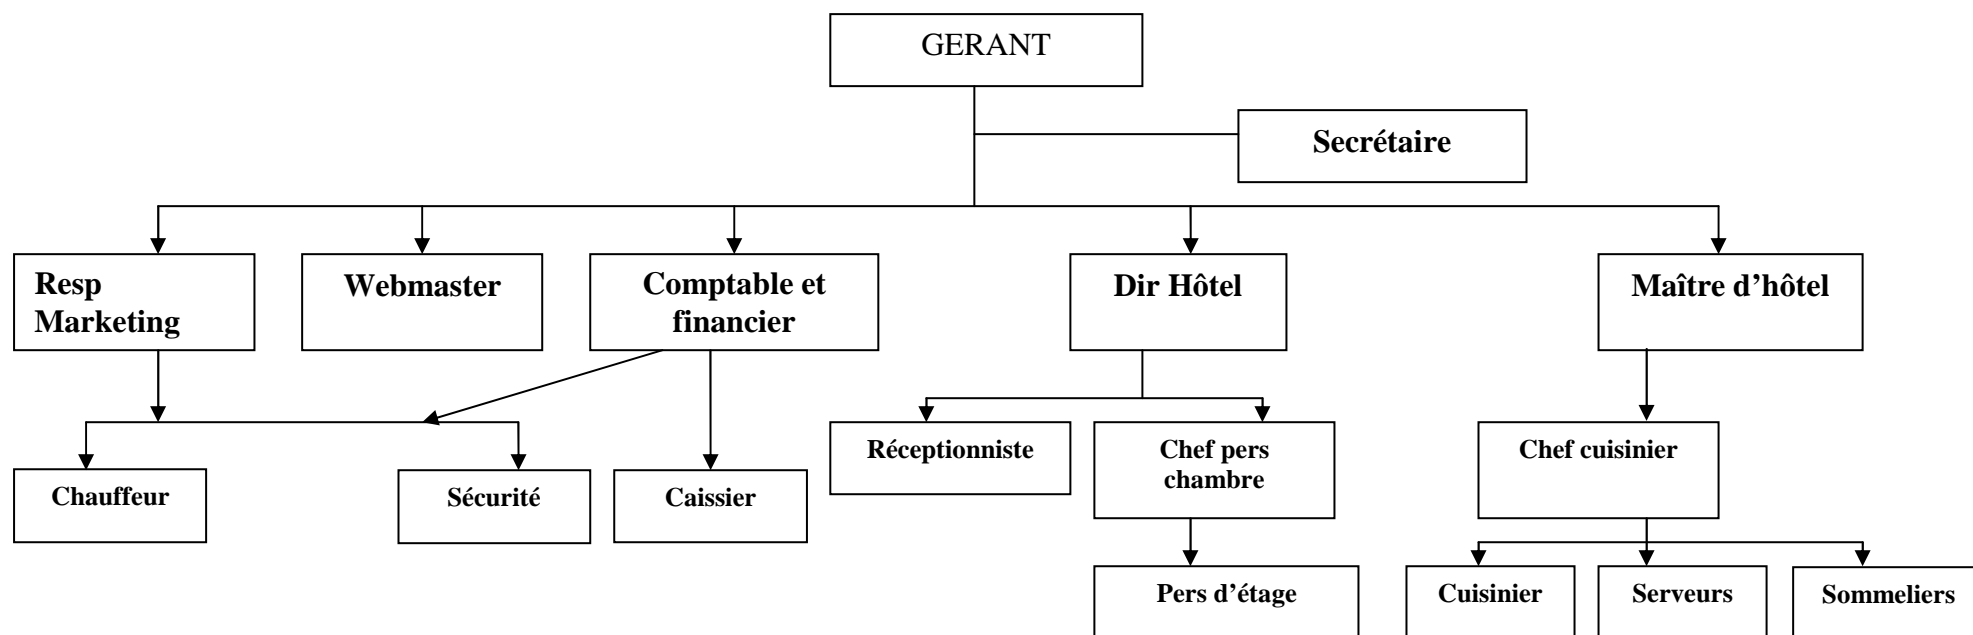 GERANT
Secrétaire
Resp
Marketing
Webmaster
Comptable et
financier
Dir Hôtel
Maître d’hôtel
Chauffeur
Sécurité
Caissier
Réceptionniste
Chef pers
chambre
Chef cuisinier
Pers d’étage
Cuisinier
Serveurs
Sommeliers